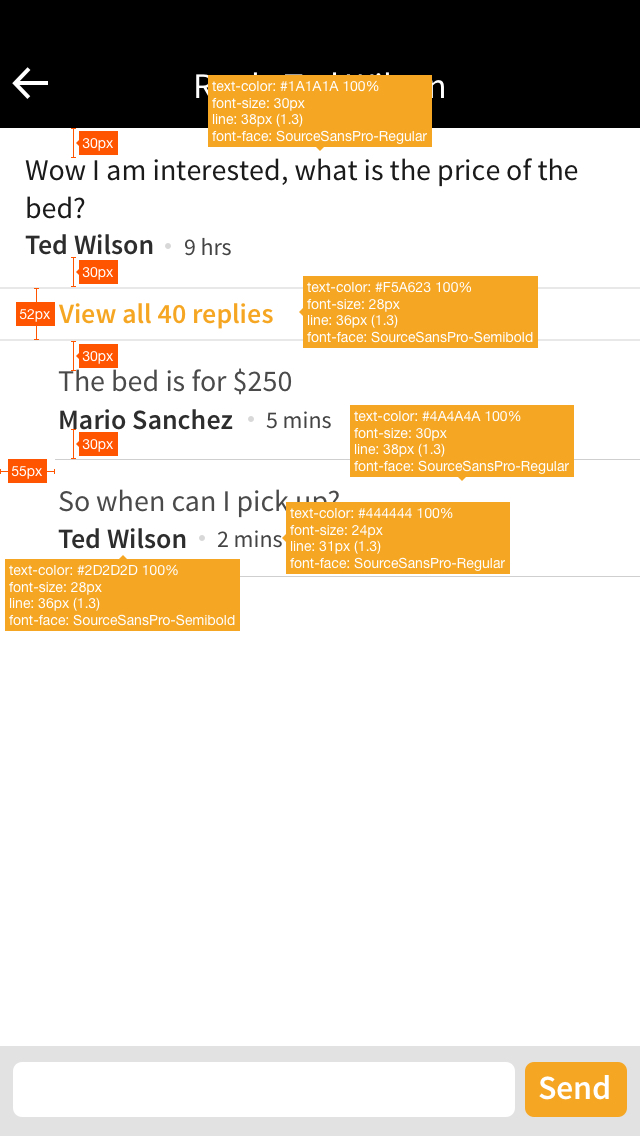 text-color: #1A1A1A 100%
font-size: 30px
line: 38px (1.3)
font-face: SourceSansPro-Regular
30px
Wow I am interested, what is the price of the
bed?
Ted Wilson • 9 hrs
30px
text-color: #F5A623 100%
font-size: 28px
line: 36px (1.3)
font-face: SourceSansPro-Semibold
52px
View all 40 replies
30px
The bed is for $250
Mario Sanchez • 5 mins
30px
text-color: #4A4A4A 100%
font-size: 30px
line: 38px (1.3)
font-face: SourceSansPro-Regular
55px
So when can I pick up?
text-color: #444444 100%
font-size: 24px
line: 31px (1.3)
font-face: SourceSansPro-Regular
Ted Wilson • 2 mins
text-color: #2D2D2D 100%
font-size: 28px
line: 36px (1.3)
font-face: SourceSansPro-Semibold
Send